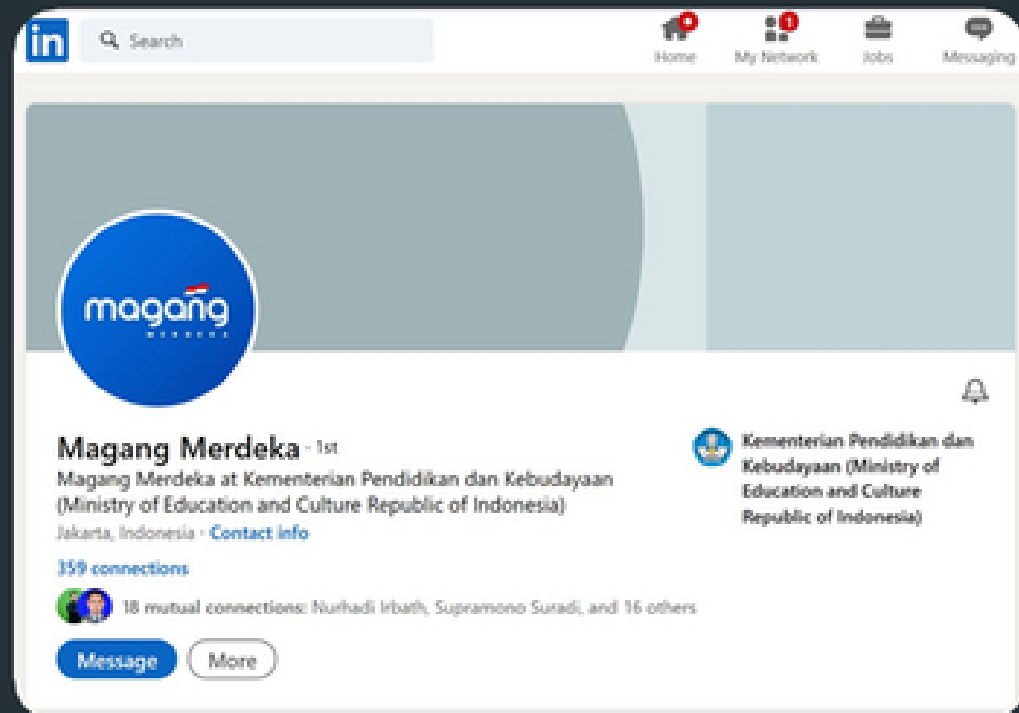 in
Search
1
Home
My Network
Jobs
Messaging
magang
MERDEKA
Magang Merdeka · 1st
Magang Merdeka at Kementerian Pendidikan dan Kebudayaan
(Ministry of Education and Culture Republic of Indonesia)
Jakarta, Indonesia · Contact info
359 connections
18 mutual connections: Nurhadi Irbath, Supramono Suradi, and 16 others
Message
More
Kementerian Pendidikan dan
Kebudayaan (Ministry of
Education and Culture
Republic of Indonesia)